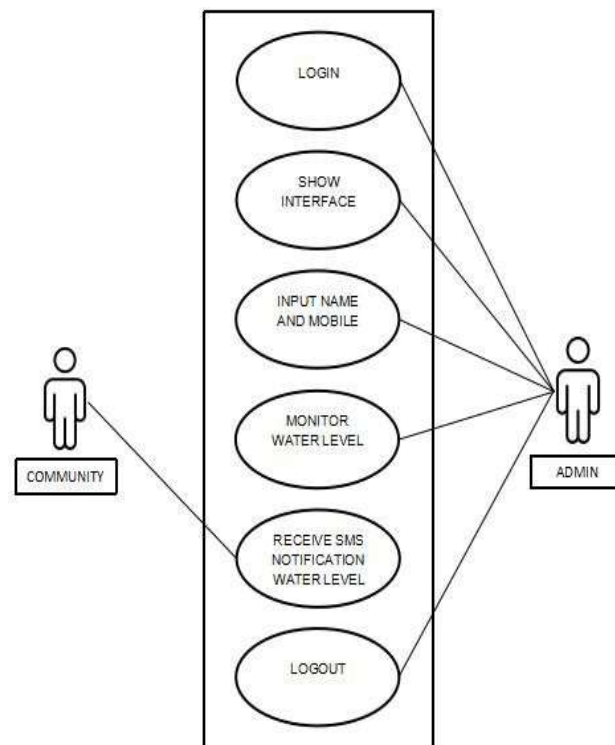 LOGIN
SHOW
INTERFACE
INPUT NAME
AND MOBILE
MONITOR
WATER LEVEL
COMMUNITY
ADMIN
RECEIVE SMS
NOTIFICATION
WATER LEVEL
LOGOUT